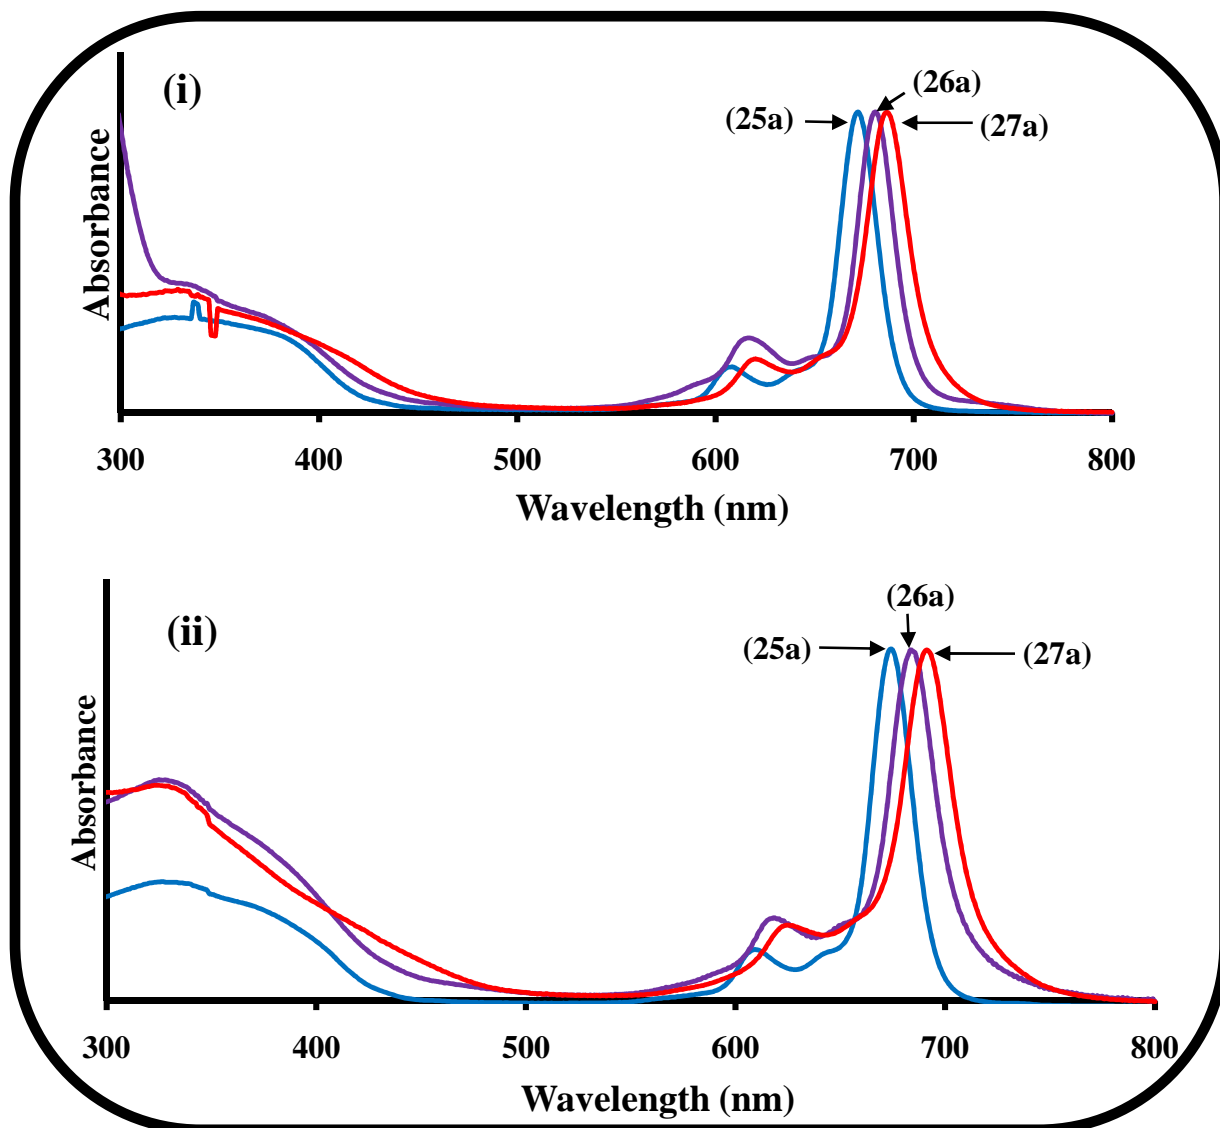 (i)
(26a)
(25a)
(27a)
Absorbance
300 400 500 600 700 800
Wavelength (nm)
(ii)
(26a)
(25a)
(27a)
Absorbance
300 400 500 600 700 800
Wavelength (nm)